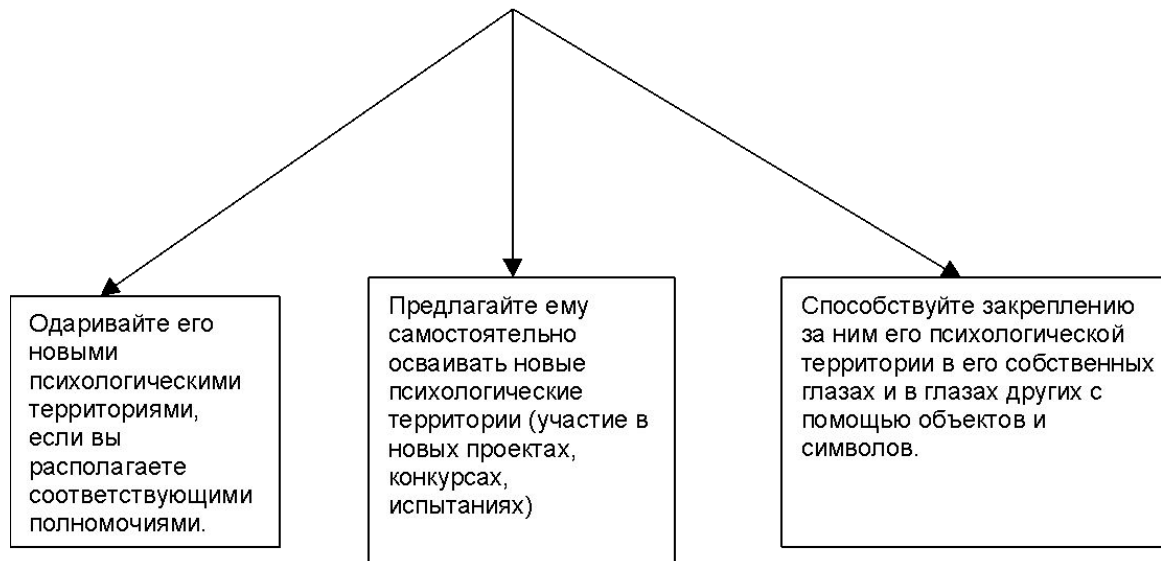 Одаривайте его
новыми
психологическими
территориями,
если вы
располагаете
соответствующими
полномочиями.
Предлагайте ему
самостоятельно
осваивать новые
психологические
территории (участие в
новых проектах,
конкурсах,
испытаниях)
Способствуйте закреплению
за ним его психологической
территории в его собственных
глазах и в глазах других с
помощью объектов и
символов.